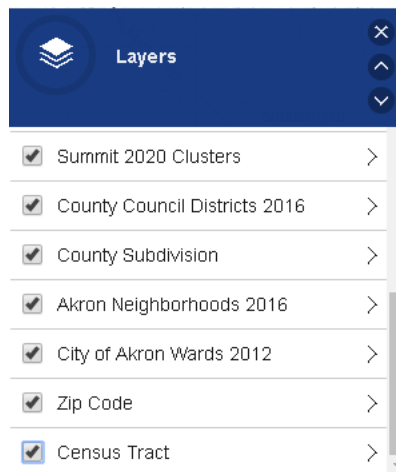 Layers
Summit 2020 Clusters
County Council Districts 2016
County Subdivision
Akron Neighborhoods 2016
City of Akron Wards 2012
Zip Code
Census Tract